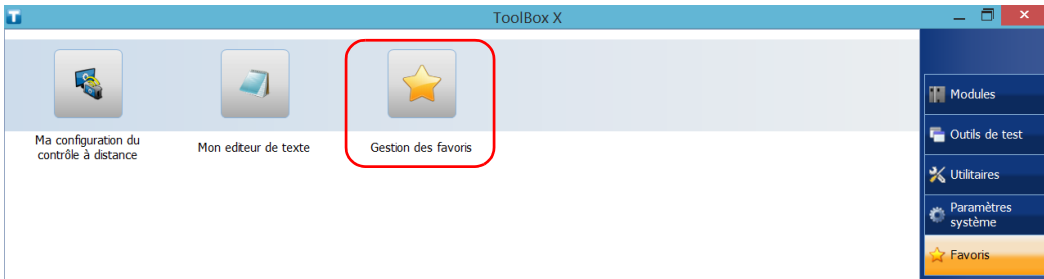 ToolBox X
Ma configuration du
contrôle à distance
Mon editeur de texte
Gestion des favoris
Modules
Outils de test
Utilitaires
Paramètres
système
Favoris